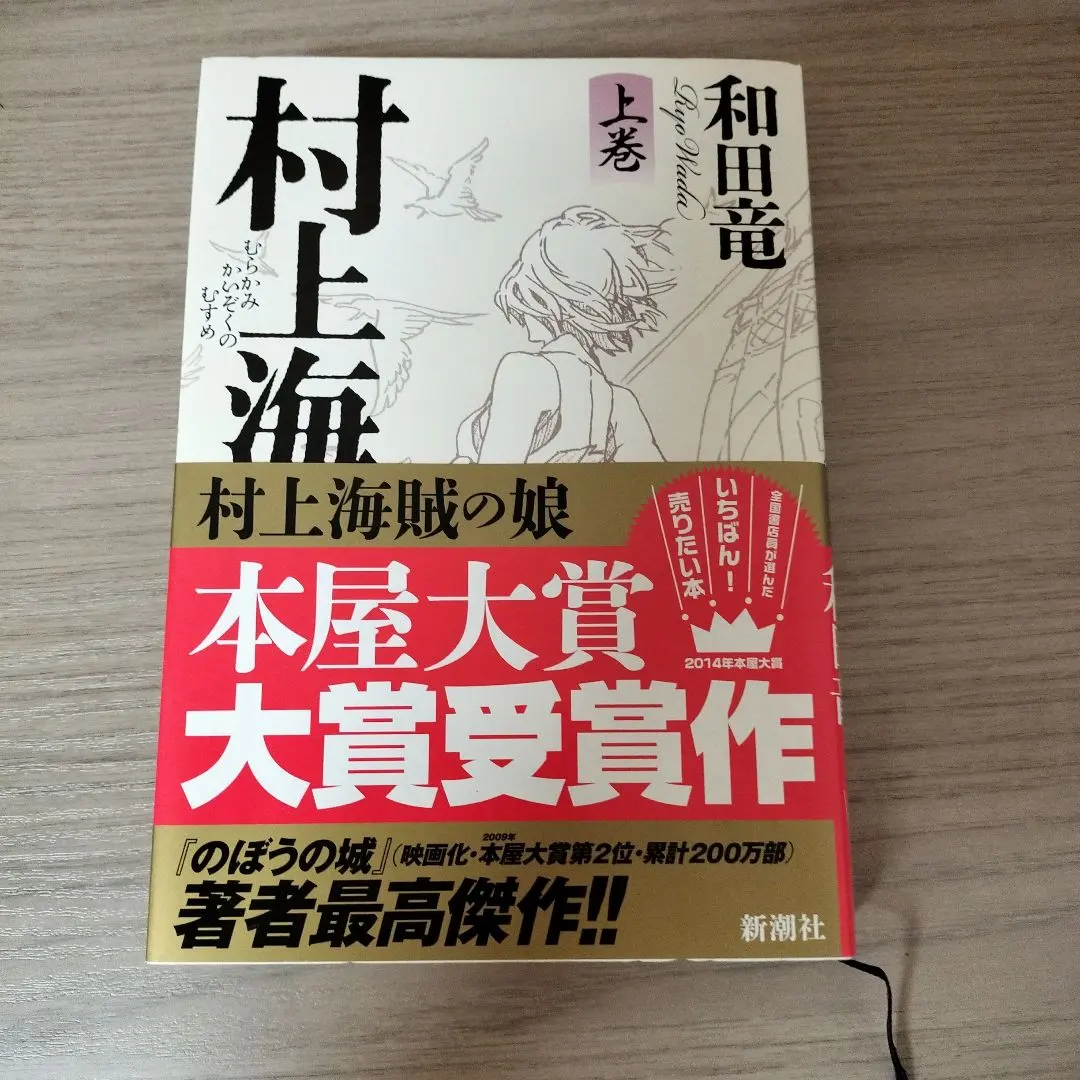 和田竜
Ryo Wada
上巻
村上海
むらかみ
かいぞくの
むすめ
村上海賊の娘
全国書店員が選んだ
いちばん!
売りたい本
2014年本屋大賞
本屋大賞
大賞受賞作
『のぼうの城』(映画化・2009年本屋大賞第2位・累計200万部)
著者最高傑作!!
新潮社